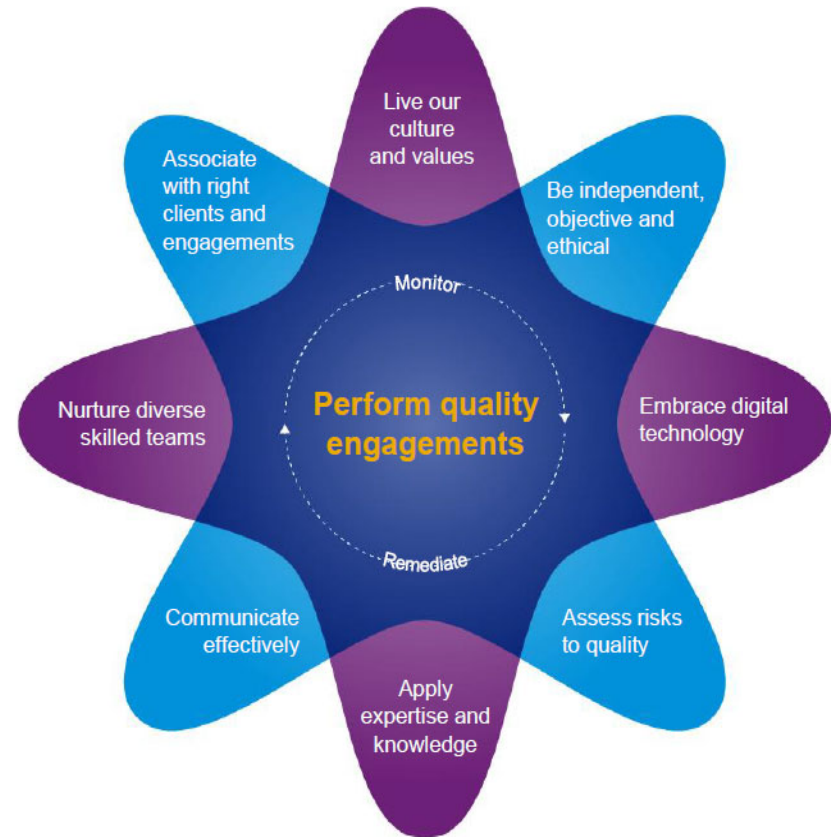 Live our
culture
and values
Associate
with right
clients and
engagements
Be independent,
objective and
ethical
Monitor
Nurture diverse
skilled teams
Perform quality
engagements
Embrace digital
technology
Remediate
Communicate
effectively
Assess risks
to quality
Apply
expertise and
knowledge